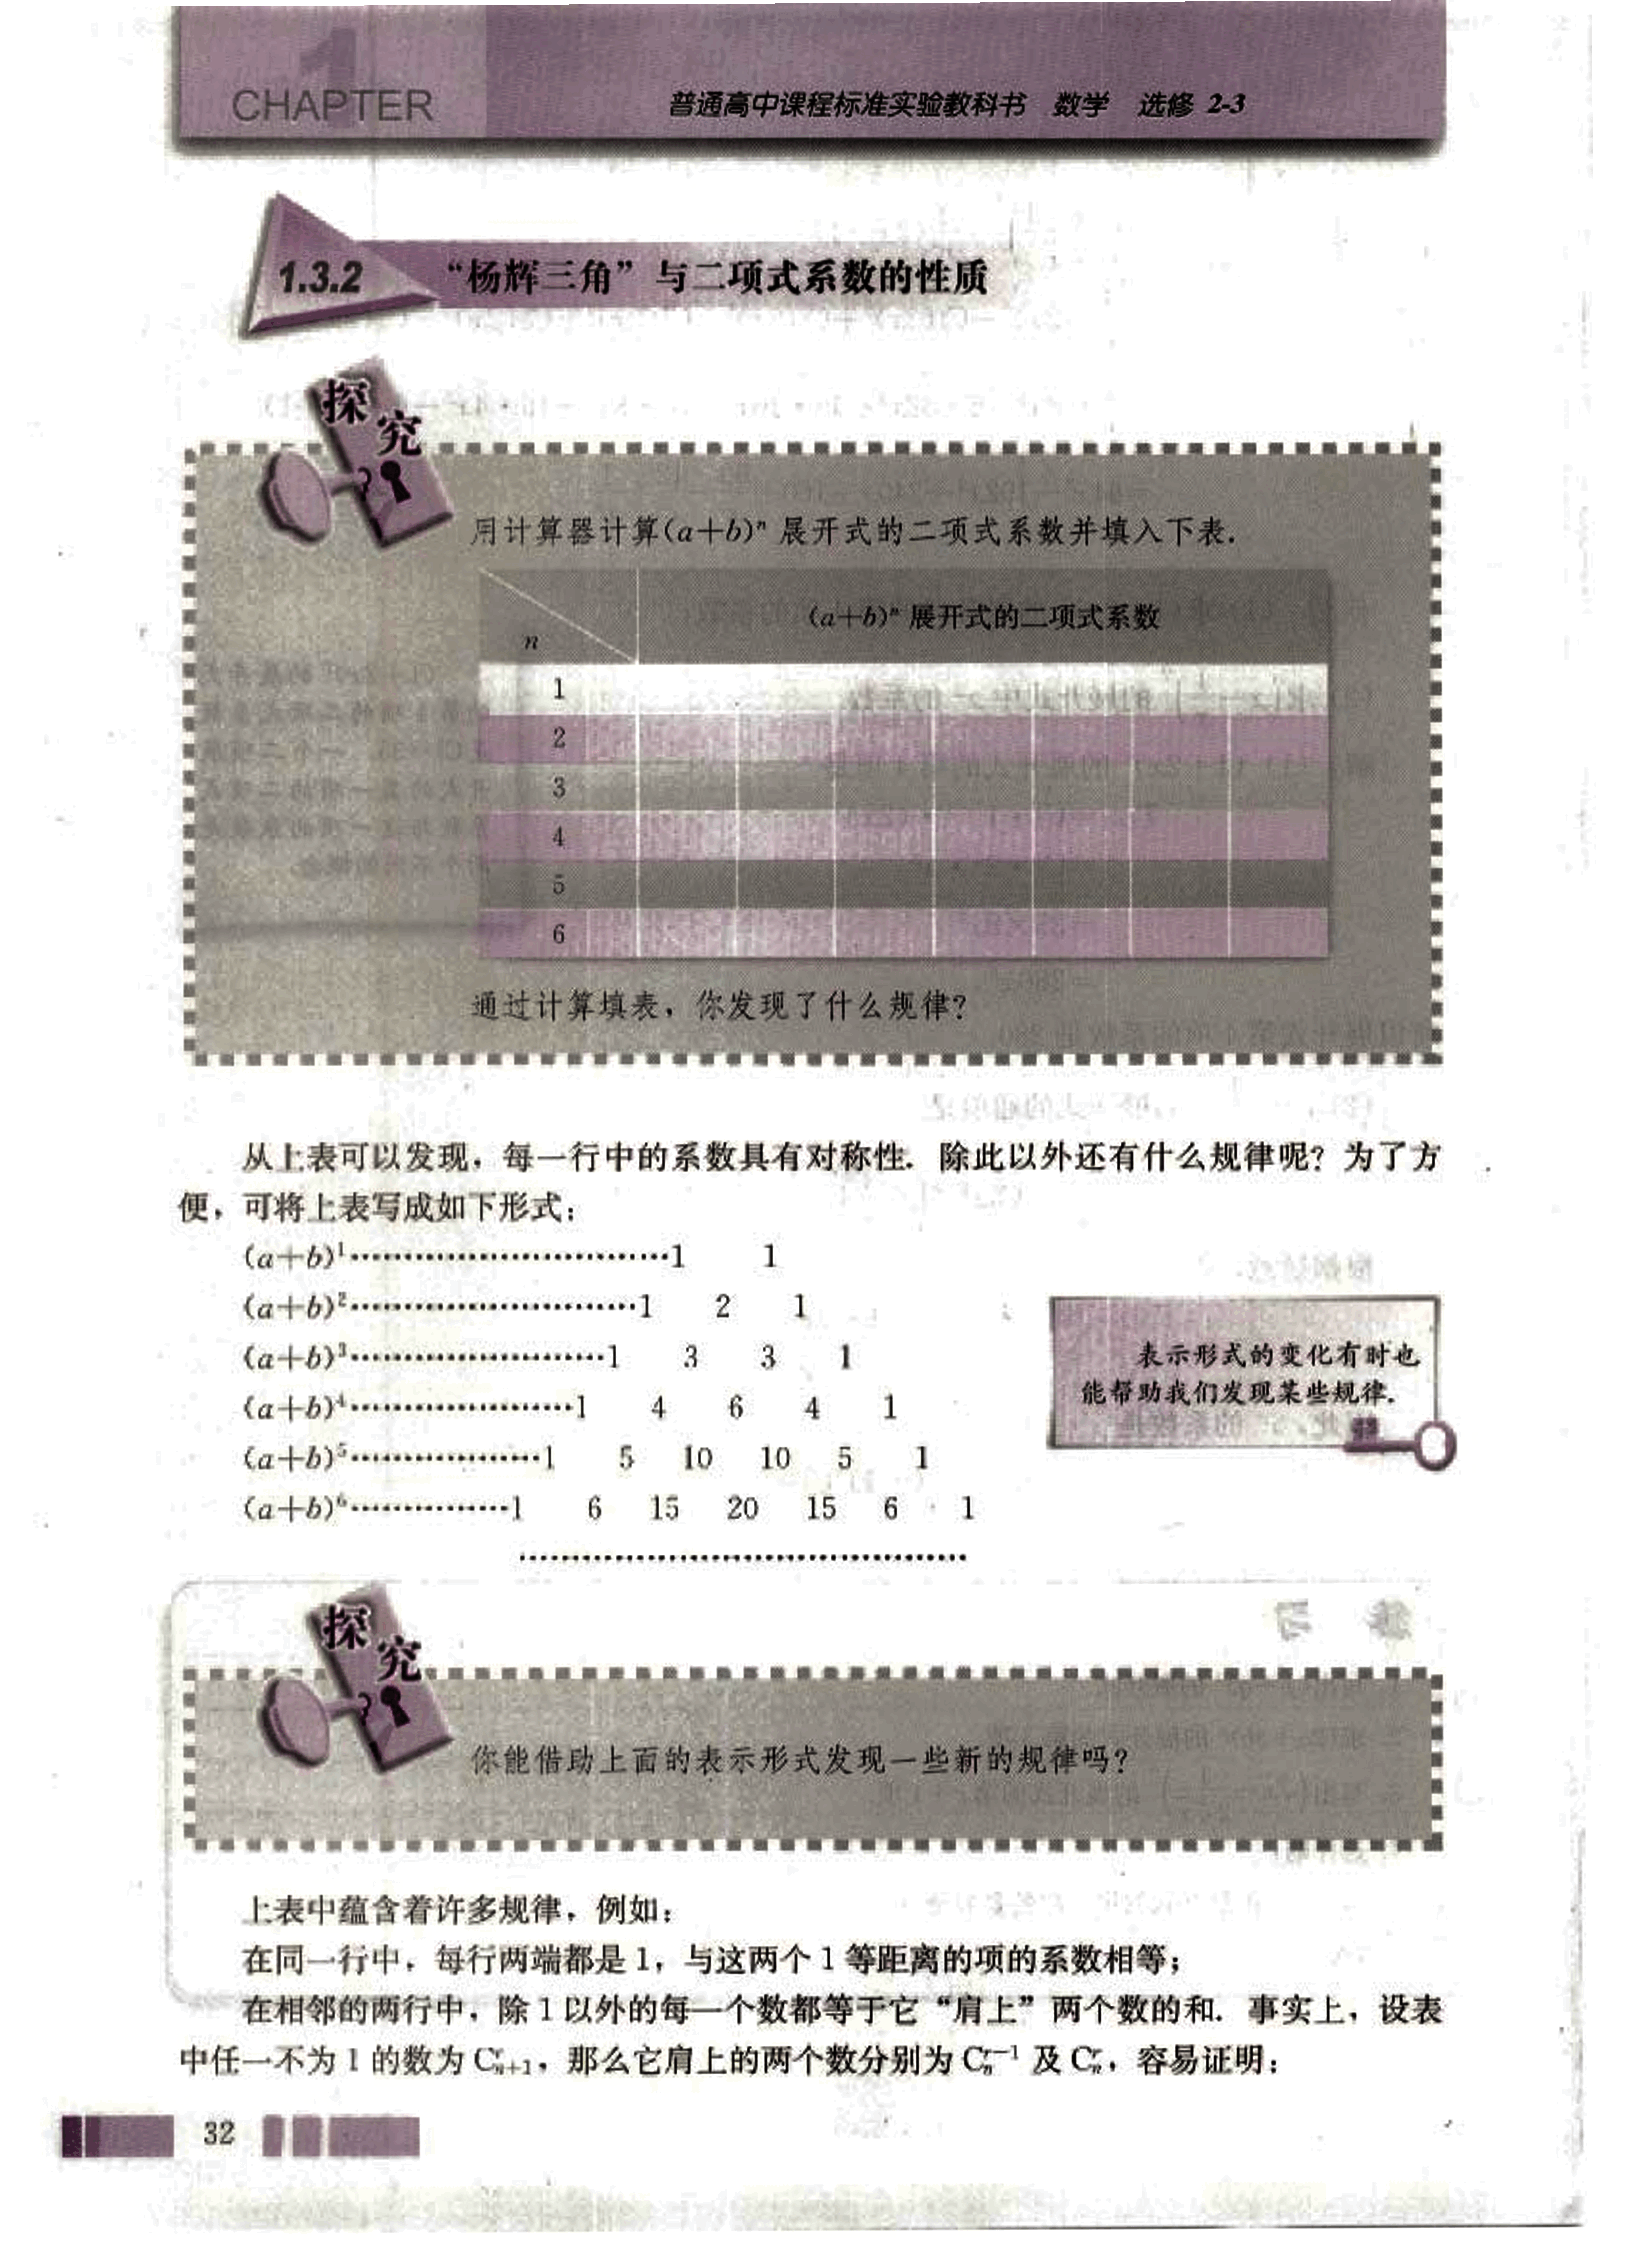 CHAPTER 1
普通高中课程标准实验教科书 数学 选修 2-3
1.3.2 “杨辉三角”与二项式系数的性质
探究
用计算器计算(a+b)ⁿ 展开式的二项式系数并填入下表.
(a+b)ⁿ 展开式的二项式系数
n
1
2
3
4
5
6
通过计算填表，你发现了什么规律？
从上表可以发现，每一行中的系数具有对称性. 除此以外还有什么规律呢？为了方
便，可将上表写成如下形式：
(a+b)¹……………………………1 1
(a+b)²…………………………1 2 1
(a+b)³………………………1 3 3 1
(a+b)⁴……………………1 4 6 4 1
(a+b)⁵…………………1 5 10 10 5 1
(a+b)⁶………………1 6 15 20 15 6 1
…………………………………………
表示形式的变化有时也
能帮助我们发现某些规律.
探究
你能借助上面的表示形式发现一些新的规律吗？
上表中蕴含着许多规律，例如：
在同一行中，每行两端都是 1，与这两个 1 等距离的项的系数相等；
在相邻的两行中，除 1 以外的每一个数都等于它“肩上”两个数的和. 事实上，设表
中任一不为 1 的数为 Cʳₙ₊₁，那么它肩上的两个数分别为 Cʳ⁻¹ₙ 及 Cʳₙ，容易证明：
32